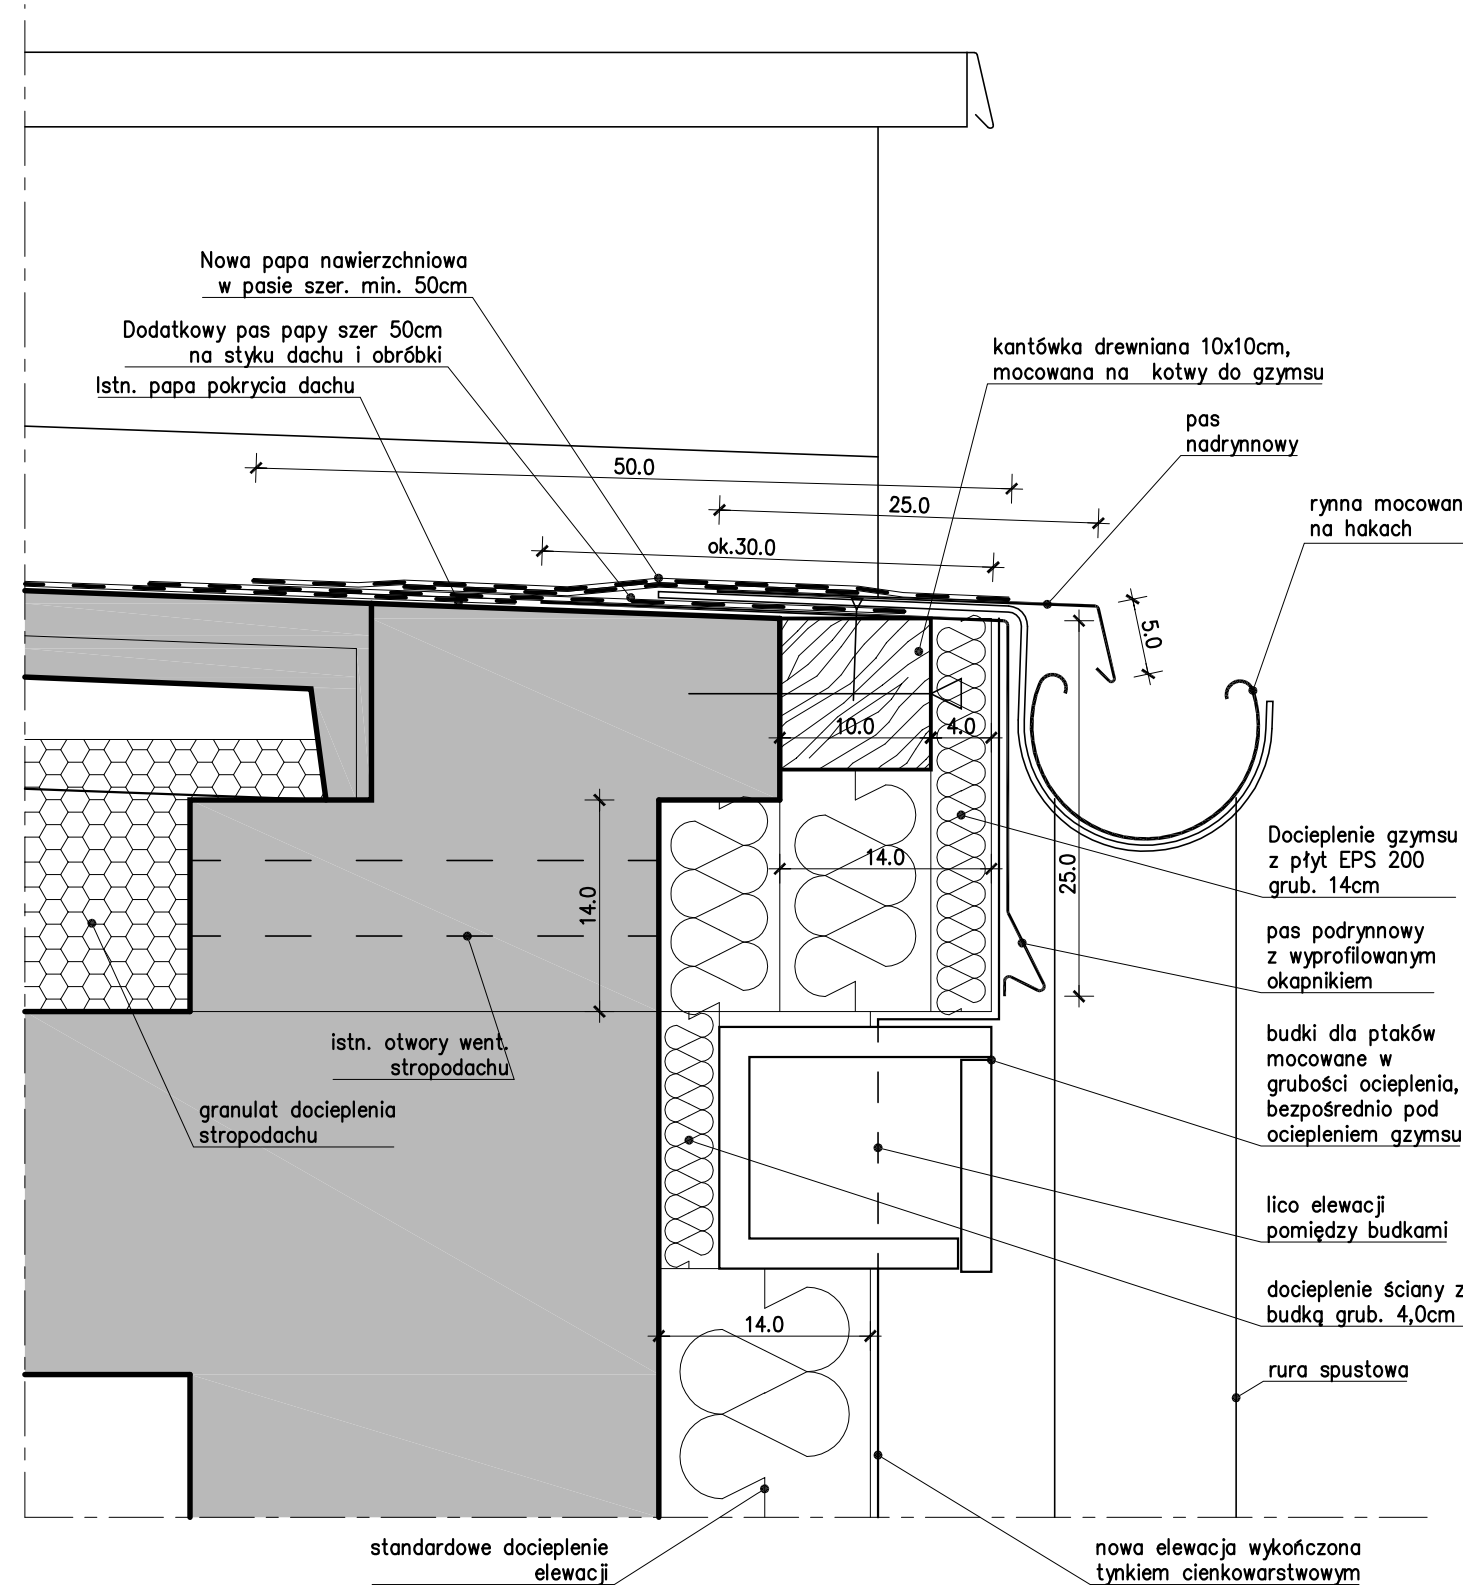 Nowa papa nawierzchniowa
w pasie szer. min. 50cm
Dodatkowy pas papy szer 50cm
na styku dachu i obróbki
Istn. papa pokrycia dachu
kantówka drewniana 10x10cm,
mocowana na kotwy do gzymsu
pas
nadrynnowy
rynna mocowan
na hakach
50.0
25.0
ok.30.0
5.0
10.0
4.0
14.0
14.0
25.0
Docieplenie gzymsu
z płyt EPS 200
grub. 14cm
pas podrynnowy
z wyprofilowanym
okapnikiem
istn. otwory went.
stropodachu
granulat docieplenia
stropodachu
budki dla ptaków
mocowane w
grubości ocieplenia,
bezpośrednio pod
ociepleniem gzymsu
lico elewacji
pomiędzy budkami
docieplenie ściany z
budką grub. 4,0cm
14.0
rura spustowa
standardowe docieplenie
elewacji
nowa elewacja wykończona
tynkiem cienkowarstwowym